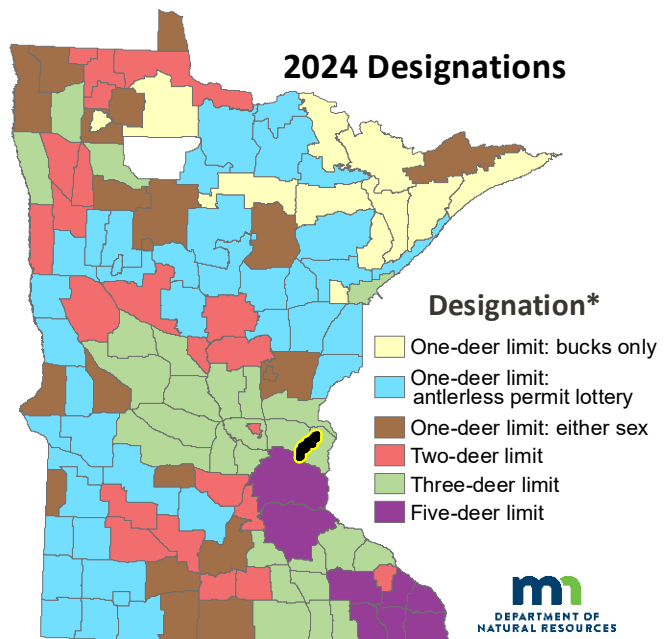 2024 Designations
Designation*
One-deer limit: bucks only
One-deer limit:
antlerless permit lottery
One-deer limit: either sex
Two-deer limit
Three-deer limit
Five-deer limit
mn
DEPARTMENT OF
NATURAL RESOURCES